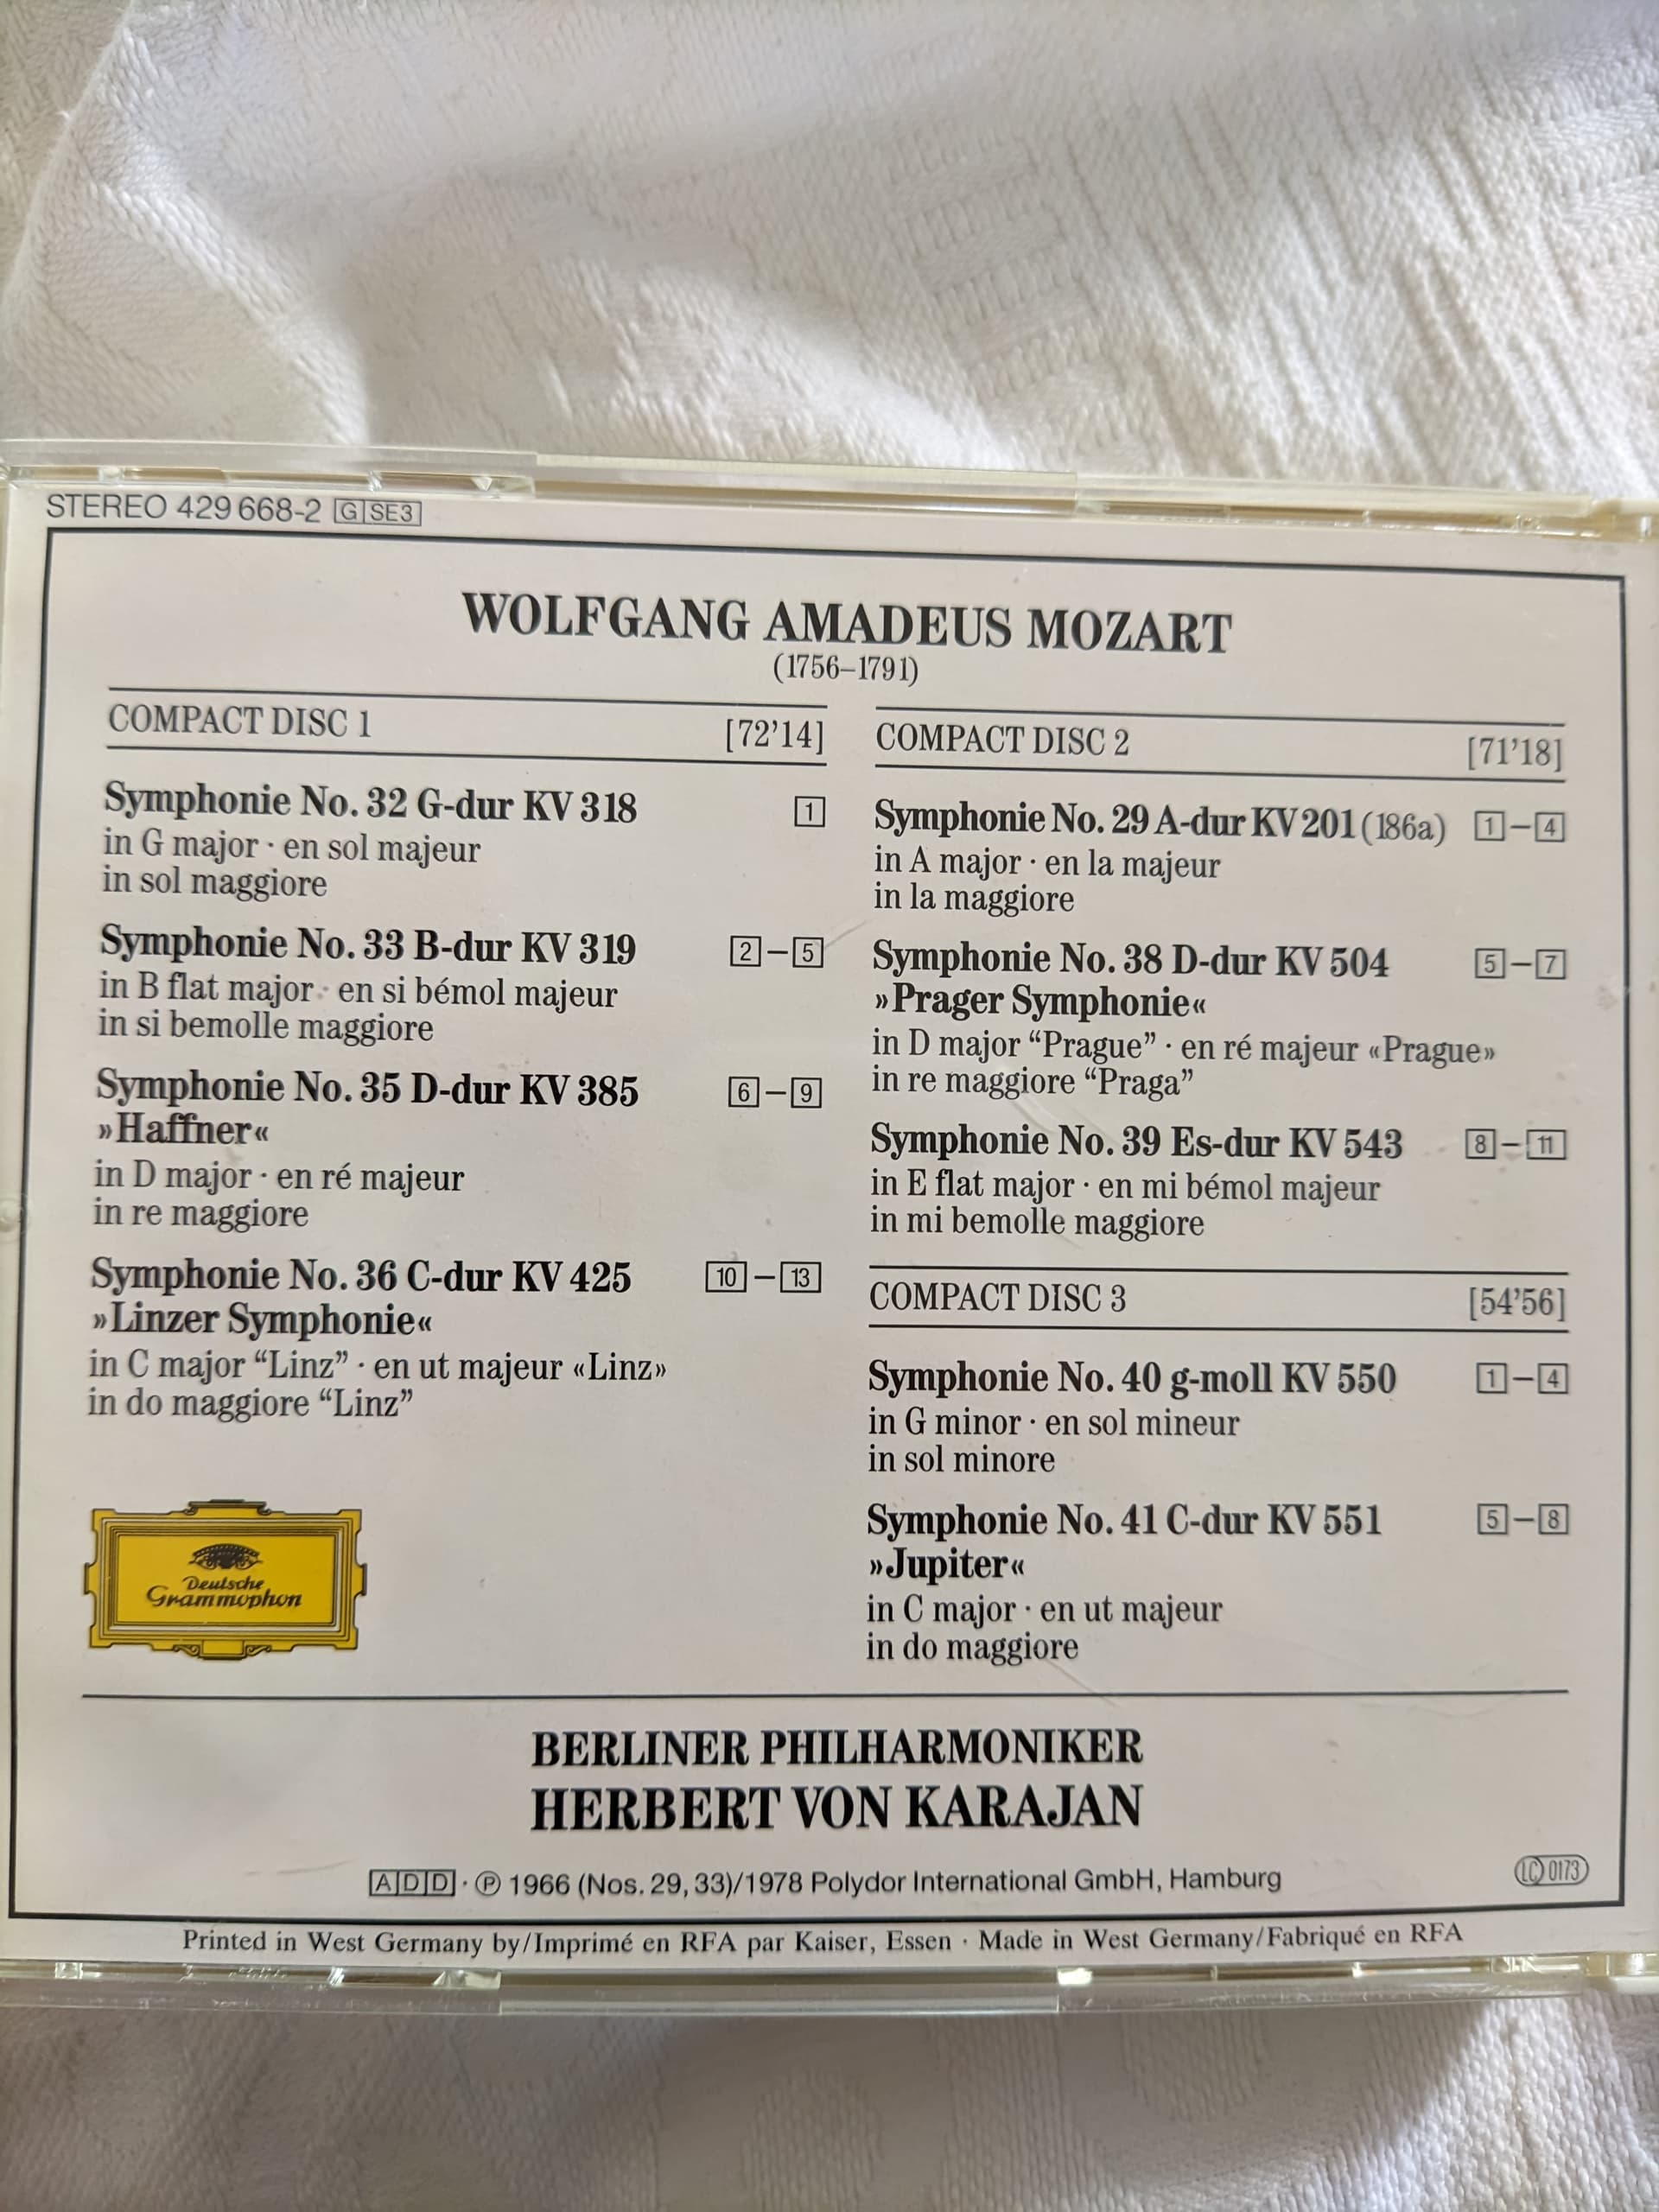 STEREO 429 668-2 G SE3
WOLFGANG AMADEUS MOZART
(1756–1791)
COMPACT DISC 1 [72’14]
Symphonie No. 32 G-dur KV 318 1
in G major · en sol majeur
in sol maggiore
Symphonie No. 33 B-dur KV 319 2–5
in B flat major · en si bémol majeur
in si bemolle maggiore
Symphonie No. 35 D-dur KV 385 6–9
»Haffner«
in D major · en ré majeur
in re maggiore
Symphonie No. 36 C-dur KV 425 10–13
»Linzer Symphonie«
in C major “Linz” · en ut majeur «Linz»
in do maggiore “Linz”
Deutsche
Grammophon
COMPACT DISC 2 [71’18]
Symphonie No. 29 A-dur KV 201 (186a) 1–4
in A major · en la majeur
in la maggiore
Symphonie No. 38 D-dur KV 504 5–7
»Prager Symphonie«
in D major “Prague” · en ré majeur «Prague»
in re maggiore “Praga”
Symphonie No. 39 Es-dur KV 543 8–11
in E flat major · en mi bémol majeur
in mi bemolle maggiore
COMPACT DISC 3 [54’56]
Symphonie No. 40 g-moll KV 550 1–4
in G minor · en sol mineur
in sol minore
Symphonie No. 41 C-dur KV 551 5–8
»Jupiter«
in C major · en ut majeur
in do maggiore
BERLINER PHILHARMONIKER
HERBERT VON KARAJAN
ADD · ℗ 1966 (Nos. 29, 33)/1978 Polydor International GmbH, Hamburg
LC 0173
Printed in West Germany by/Imprimé en RFA par Kaiser, Essen · Made in West Germany/Fabriqué en RFA